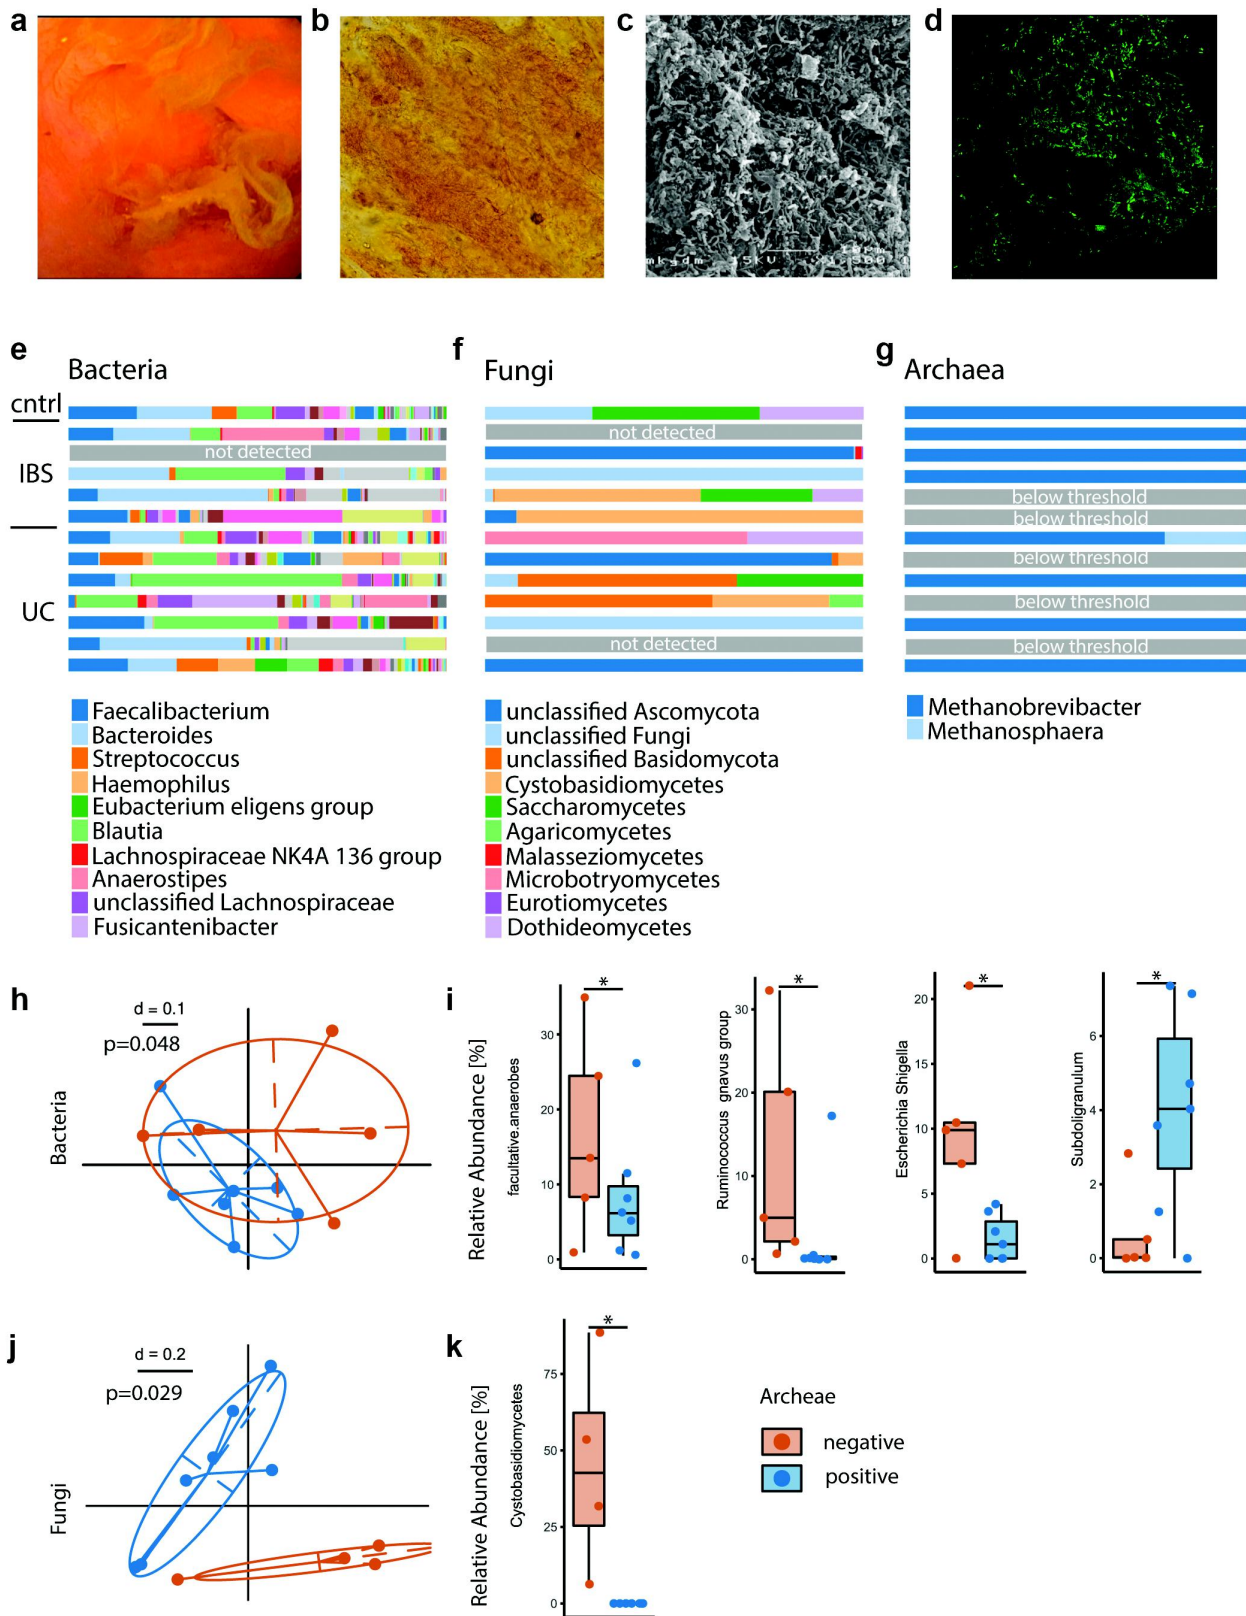 a b c d
mkgdm 15KV
e f g
Bacteria Fungi Archaea
cntrl
IBS
UC
not detected
not detected
not detected
below threshold
below threshold
below threshold
below threshold
below threshold
Faecalibacterium
Bacteroides
Streptococcus
Haemophilus
Eubacterium eligens group
Blautia
Lachnospiraceae NK4A 136 group
Anaerostipes
unclassified Lachnospiraceae
Fusicantenibacter
unclassified Ascomycota
unclassified Fungi
unclassified Basidomycota
Cystobasidiomycetes
Saccharomycetes
Agaricomycetes
Malasseziomycetes
Microbotryomycetes
Eurotiomycetes
Dothideomycetes
Methanobrevibacter
Methanosphaera
h
d = 0.1
p=0.048
Bacteria
i
Relative Abundance [%]
facultative.anaerobes
30
20
10
0
*
Ruminococcus gnavus group
30
20
10
0
*
Escherichia Shigella
20
15
10
5
0
*
Subdoligranulum
6
4
2
0
*
j
d = 0.2
p=0.029
Fungi
k
Relative Abundance [%]
Cystobasidiomycetes
75
50
25
0
*
Archeae
negative
positive